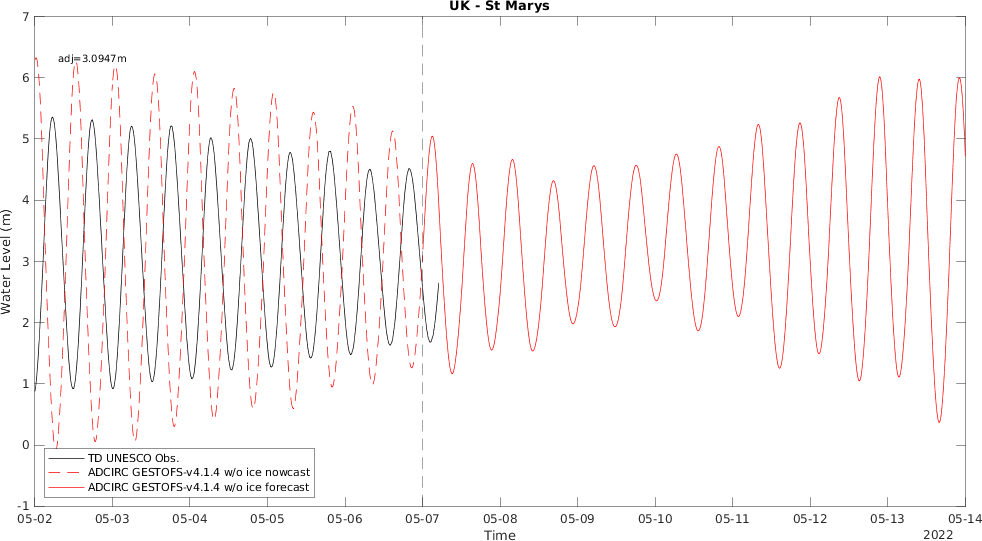 UK - St Marys
7
6
5
4
3
2
1
0
-1
Water Level (m)
adj=3.0947m
TD UNESCO Obs.
ADCIRC GESTOFS-v4.1.4 w/o ice nowcast
ADCIRC GESTOFS-v4.1.4 w/o ice forecast
05-02 05-03 05-04 05-05 05-06 05-07 05-08 05-09 05-10 05-11 05-12 05-13 05-14
Time
2022